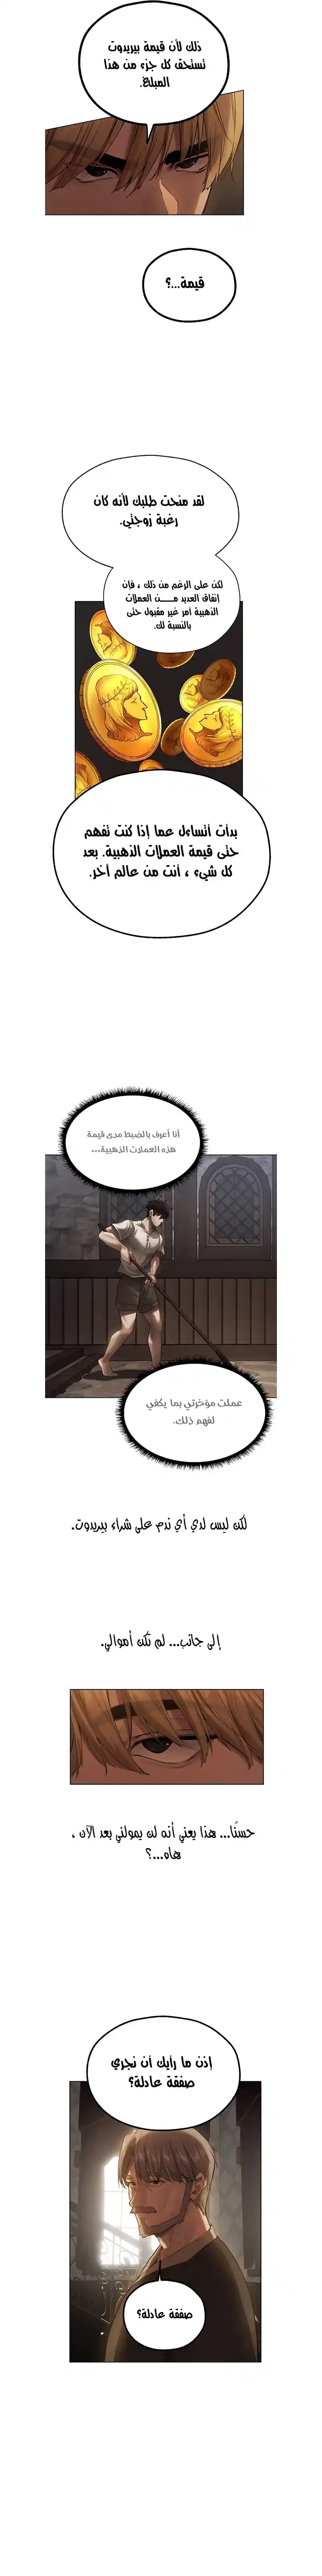 ذلك لأن قيمة بيريدوت
تستحق كل جزء من هذا
المبلغ.
قيمة...؟
لقد منحت طلبك لأنه كان
رغبة زوجتي.
لكن على الرغم من ذلك ، فإن
إنفاق العديد مـــن العملات
الذهبية أمر غير مقبول حتى
بالنسبة لك.
بدأت أتساءل عما إذا كنت تفهم
حتى قيمة العملات الذهبية. بعد
كل شيء ، أنت من عالم آخر.
أنا أعرف بالضبط مدى قيمة
هذه العملات الذهبية...
عملت مؤخرتي بما يكفي
لفهم ذلك.
لكن ليس لدي أي ندم على شراء بيريدوت.
إلى جانب... لم تكن أموالي.
حسنًا... هذا يعني أنه لن يمولني بعد الآن ،
هاه...؟
إذن ما رأيك أن نجري
صفقة عادلة؟
صفقة عادلة؟